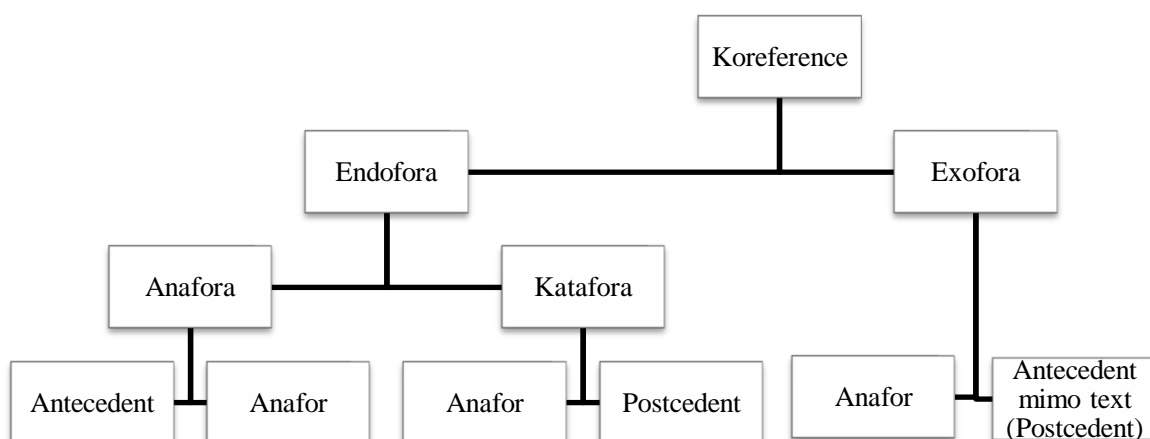 Koreference
Endofora
Exofora
Anafora
Katafora
Antecedent
Anafor
Anafor
Postcedent
Anafor
Antecedent
mimo text
(Postcedent)